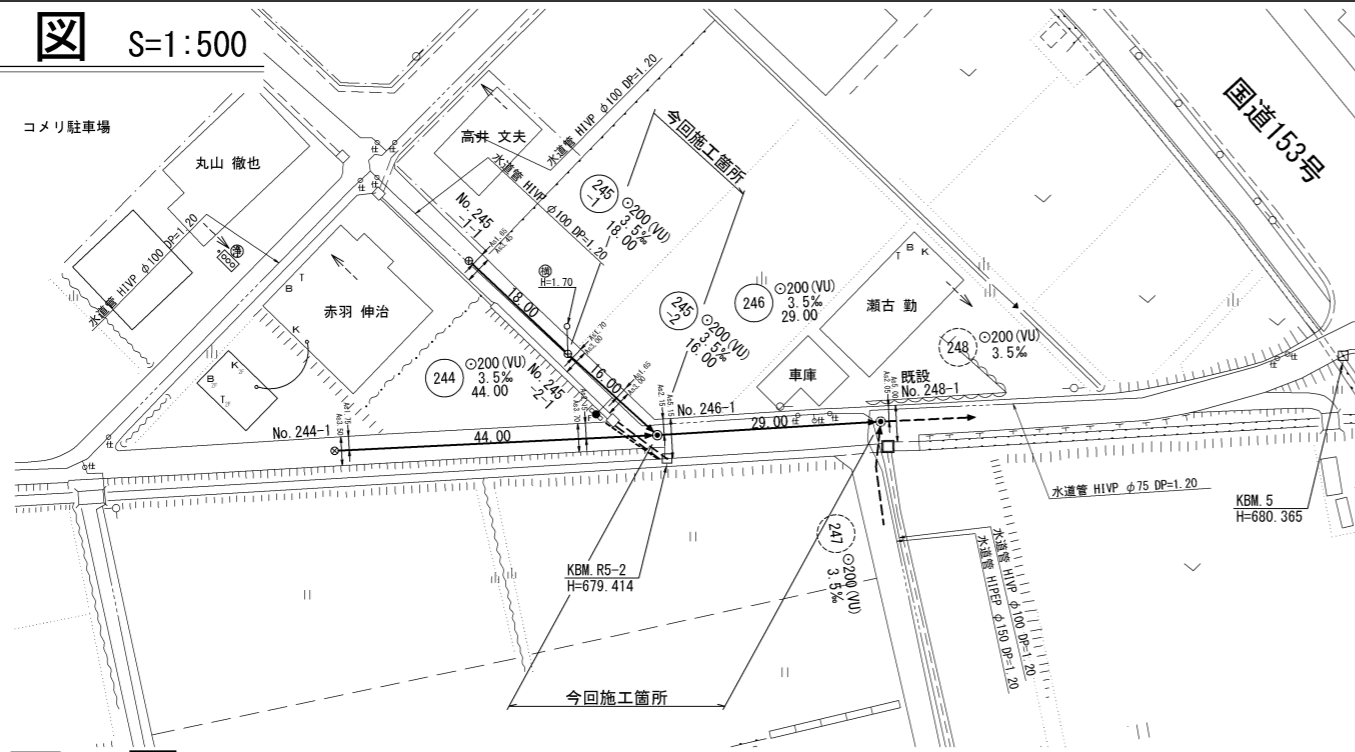 図 S=1:500
コメリ駐車場
丸山 徹也
高井 文夫
赤羽 伸治
瀬古 勤
車庫
国道153号
今回施工箇所
水道管 HIVP φ100 DP=1.20
水道管 HIVP φ100 DP=1.20
水道管 HIVP φ100 DP=1.20
No.245
-1-1
245
-1
⊙200(VU)
3.5‰
18.00
H=1.70
18.00
245
-2
⊙200(VU)
3.5‰
16.00
16.00
No.245
-2-1
246
⊙200(VU)
3.5‰
29.00
248
⊙200(VU)
3.5‰
244
⊙200(VU)
3.5‰
44.00
既設
No.248-1
No.246-1
29.00
No.244-1
44.00
水道管 HIVP φ75 DP=1.20
KBM.5
H=680.365
KBM.R5-2
H=679.414
247
⊙200(VU)
3.5‰
水道管 HIVP φ100 DP=1.20
水道管 HIPEP φ150 DP=1.20
今回施工箇所